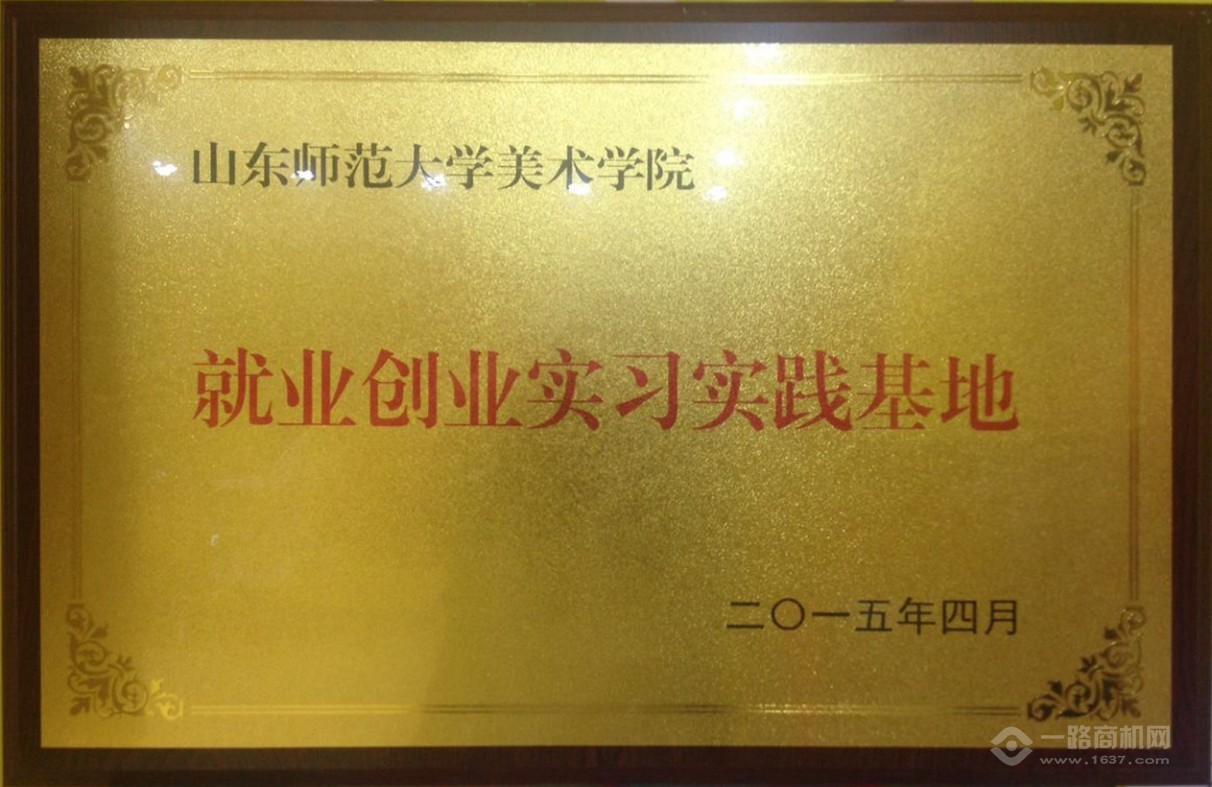 山东师范大学美术学院
就业创业实习实践基地
二〇一五年四月
一路商机网
www.1637.com